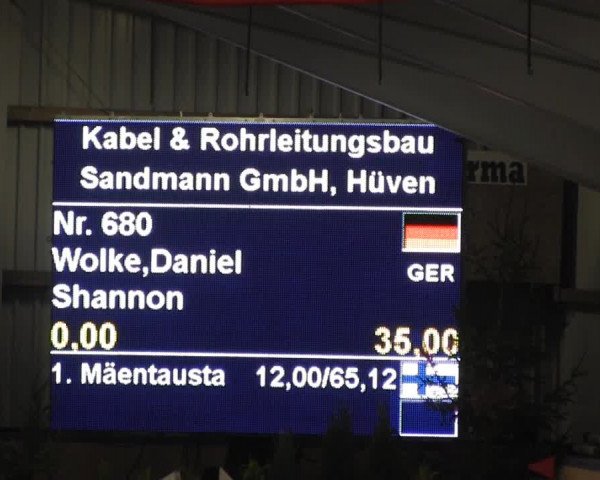 Kabel & Rohrleitungsbau
Sandmann GmbH, Hüven
Nr. 680
Wolke,Daniel
GER
Shannon
0,00 35,00
1. Mäentausta 12,00/65,12